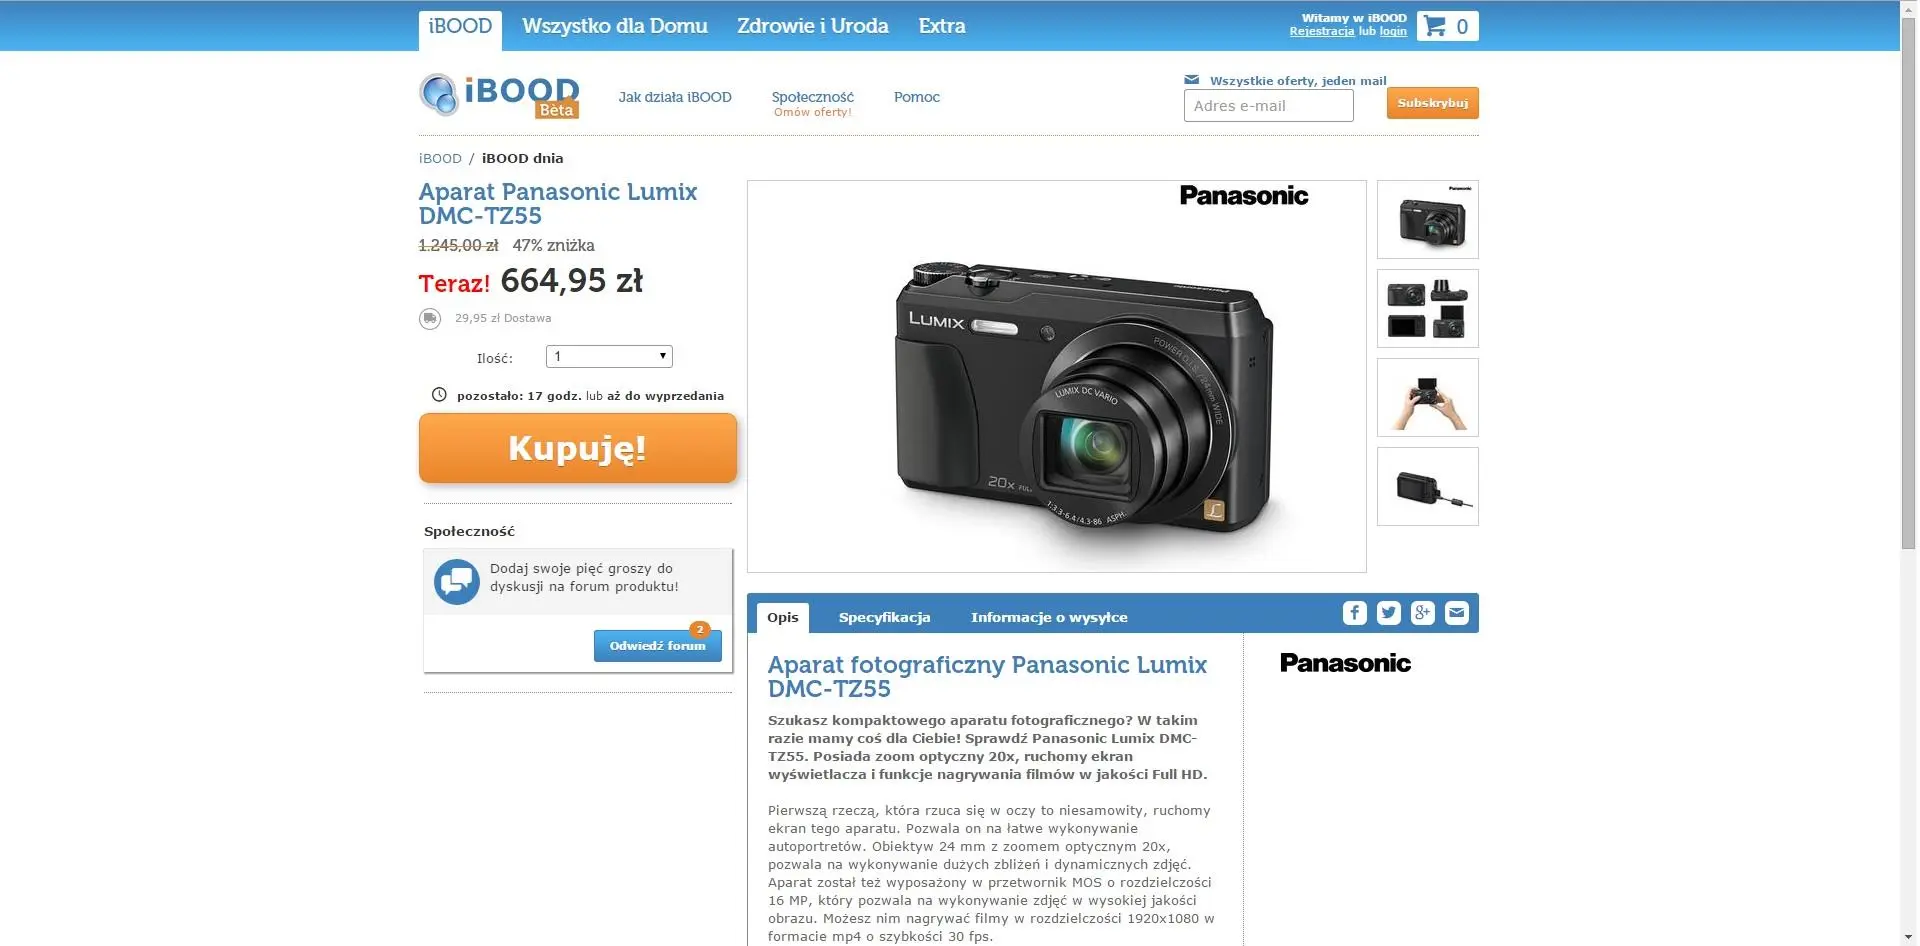 iBOOD
Wszystko dla Domu
Zdrowie i Uroda
Extra
Witamy w iBOOD
Rejestracja lub login
0
iBOOD
Bèta
Jak działa iBOOD
Społeczność
Omów oferty!
Pomoc
Wszystkie oferty, jeden mail
Adres e-mail
Subskrybuj
iBOOD / iBOOD dnia
Aparat Panasonic Lumix
DMC-TZ55
1.245,00 zł 47% zniżka
Teraz! 664,95 zł
29,95 zł Dostawa
Ilość: 1
pozostało: 17 godz. lub aż do wyprzedania
Kupuję!
Społeczność
Dodaj swoje pięć groszy do
dyskusji na forum produktu!
2
Odwiedź forum
Panasonic
Panasonic
LUMIX
POWER O.I.S./24mm WIDE
LUMIX DC VARIO
20x FULL
1:3.3-6.4/4.3-86 ASPH.
L
Panasonic
Opis
Specyfikacja
Informacje o wysyłce
Aparat fotograficzny Panasonic Lumix
DMC-TZ55
Szukasz kompaktowego aparatu fotograficznego? W takim
razie mamy coś dla Ciebie! Sprawdź Panasonic Lumix DMC-
TZ55. Posiada zoom optyczny 20x, ruchomy ekran
wyświetlacza i funkcje nagrywania filmów w jakości Full HD.
Pierwszą rzeczą, która rzuca się w oczy to niesamowity, ruchomy
ekran tego aparatu. Pozwala on na łatwe wykonywanie
autoportretów. Obiektyw 24 mm z zoomem optycznym 20x,
pozwala na wykonywanie dużych zbliżeń i dynamicznych zdjęć.
Aparat został też wyposażony w przetwornik MOS o rozdzielczości
16 MP, który pozwala na wykonywanie zdjęć w wysokiej jakości
obrazu. Możesz nim nagrywać filmy w rozdzielczości 1920x1080 w
formacie mp4 o szybkości 30 fps.
Panasonic